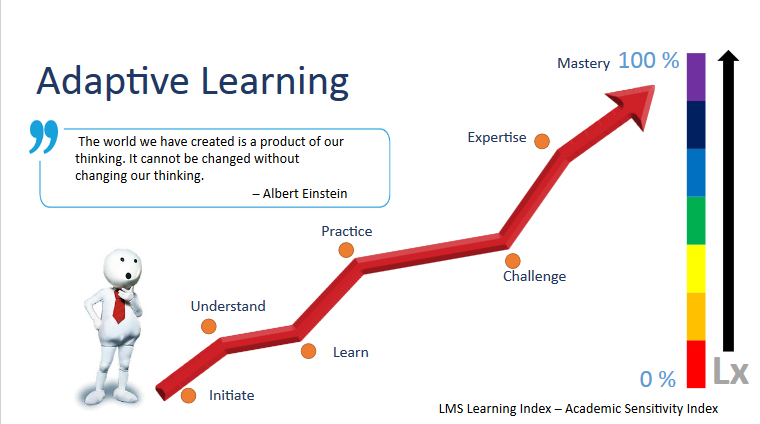 Adaptive Learning
The world we have created is a product of our
thinking. It cannot be changed without
changing our thinking.
– Albert Einstein
Mastery 100 %
Expertise
Practice
Challenge
Understand
Learn
Initiate
0 %
Lx
LMS Learning Index – Academic Sensitivity Index